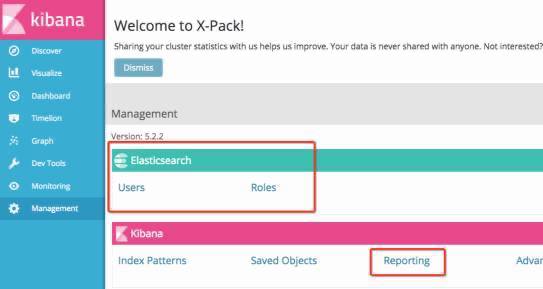 kibana
Discover
Visualize
Dashboard
Timelion
Graph
Dev Tools
Monitoring
Management
Welcome to X-Pack!
Sharing your cluster statistics with us helps us improve. Your data is never shared with anyone. Not interested?
Dismiss
Management
Version: 5.2.2
Elasticsearch
Users Roles
Kibana
Index Patterns Saved Objects Reporting Advan